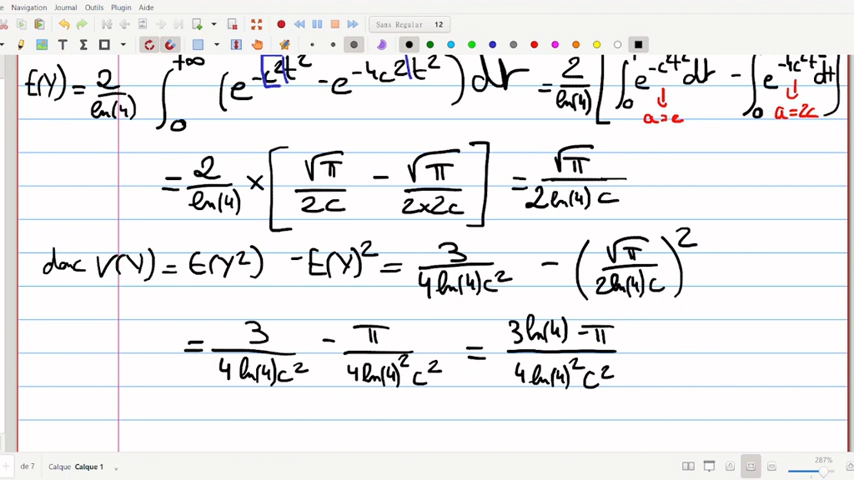 Navigation Journal Outils Plugin Aide
Sans Regular 12
E(Y) = 2/ln(4) ∫₀^{+∞} (e^{-c²t²} - e^{-4c²t²}) dt = 2/ln(4) [∫₀ e^{-c²t²} dt - ∫₀ e^{-4c²t²} dt]
a=c a=2c
= 2/ln(4) × [√π/2c - √π/2×2c] = √π/2ln(4)c
donc V(Y) = E(Y²) - E(Y)² = 3/4ln(4)c² - (√π/2ln(4)c)²
= 3/4ln(4)c² - π/4ln(4)²c² = 3ln(4) - π/4ln(4)²c²
de 7 Calque Calque 1 287%